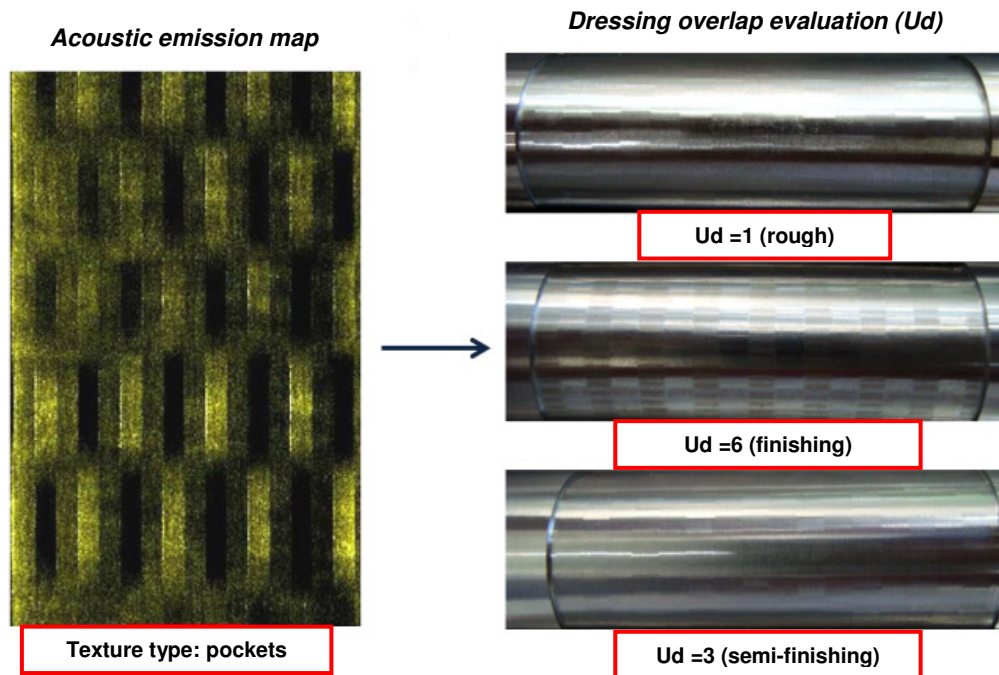 Acoustic emission map
Texture type: pockets
Dressing overlap evaluation (Ud)
Ud =1 (rough)
Ud =6 (finishing)
Ud =3 (semi-finishing)